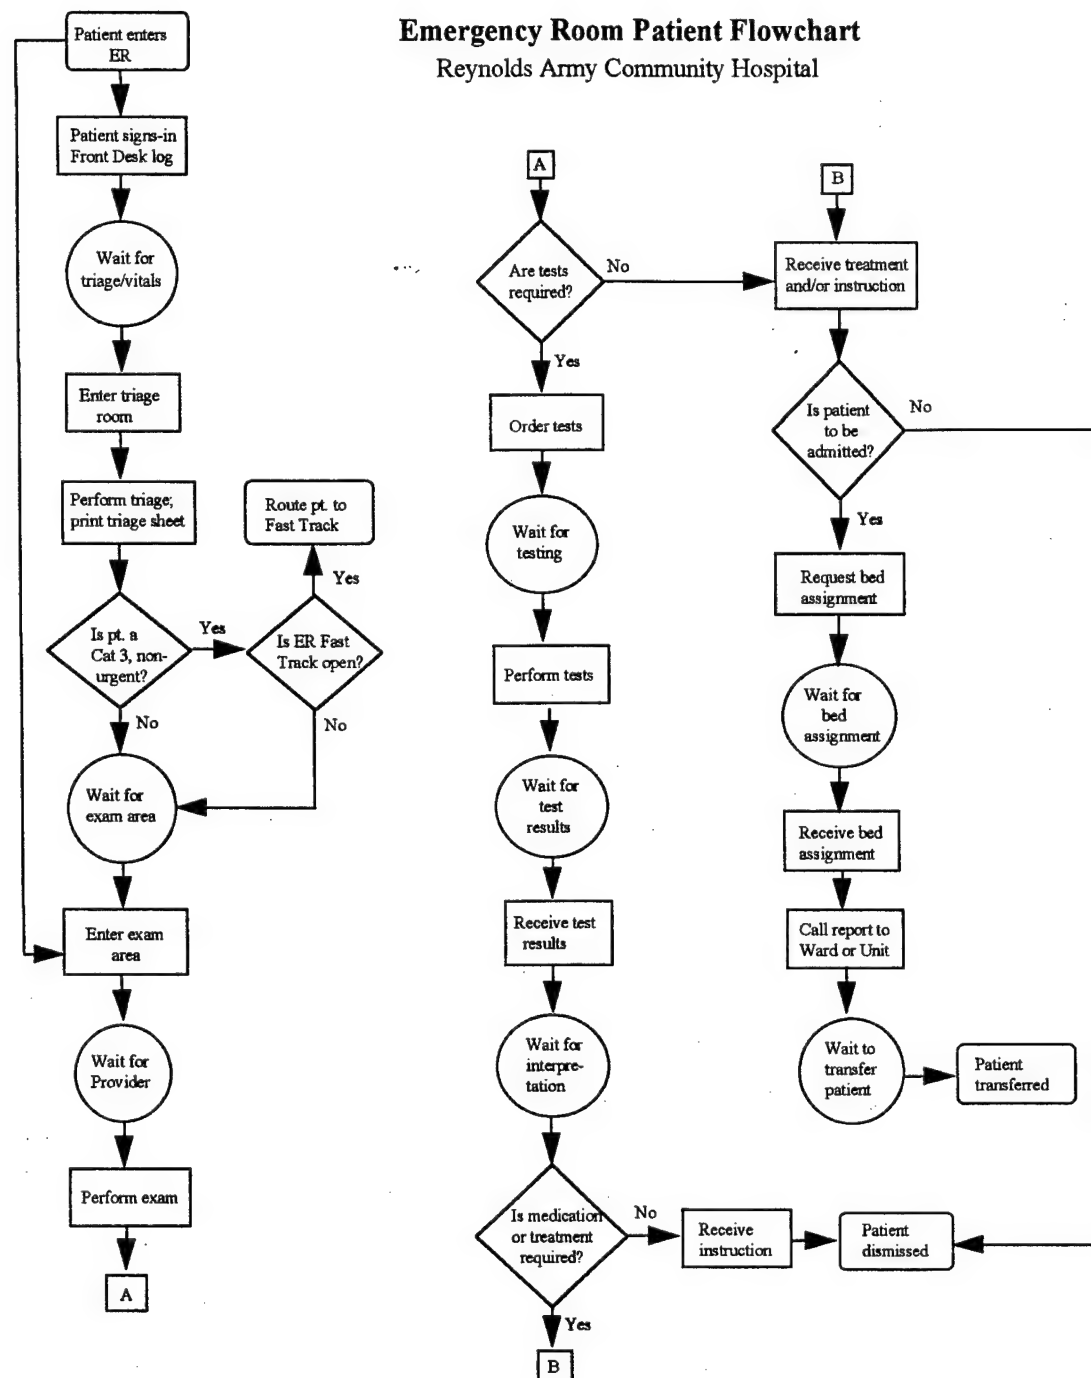 Emergency Room Patient Flowchart
Reynolds Army Community Hospital
Patient enters
ER
Patient signs-in
Front Desk log
Wait for
triage/vitals
Enter triage
room
Perform triage;
print triage sheet
Route pt. to
Fast Track
Yes
Is pt. a
Cat 3, non-
urgent?
Yes
Is ER Fast
Track open?
No
No
Wait for
exam area
Enter exam
area
Wait for
Provider
Perform exam
A
A
Are tests
required?
No
Yes
Order tests
Wait for
testing
Perform tests
Wait for
test
results
Receive test
results
Wait for
interpre-
tation
Is medication
or treatment
required?
No
Receive
instruction
Patient
dismissed
Yes
B
B
Receive treatment
and/or instruction
Is patient
to be
admitted?
No
Yes
Request bed
assignment
Wait for
bed
assignment
Receive bed
assignment
Call report to
Ward or Unit
Wait to
transfer
patient
Patient
transferred